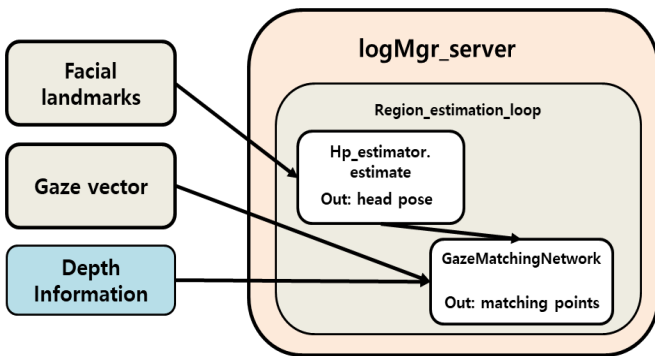 logMgr_server
Facial
landmarks
Region_estimation_loop
Hp_estimator.
estimate
Out: head pose
Gaze vector
Depth
Information
GazeMatchingNetwork
Out: matching points